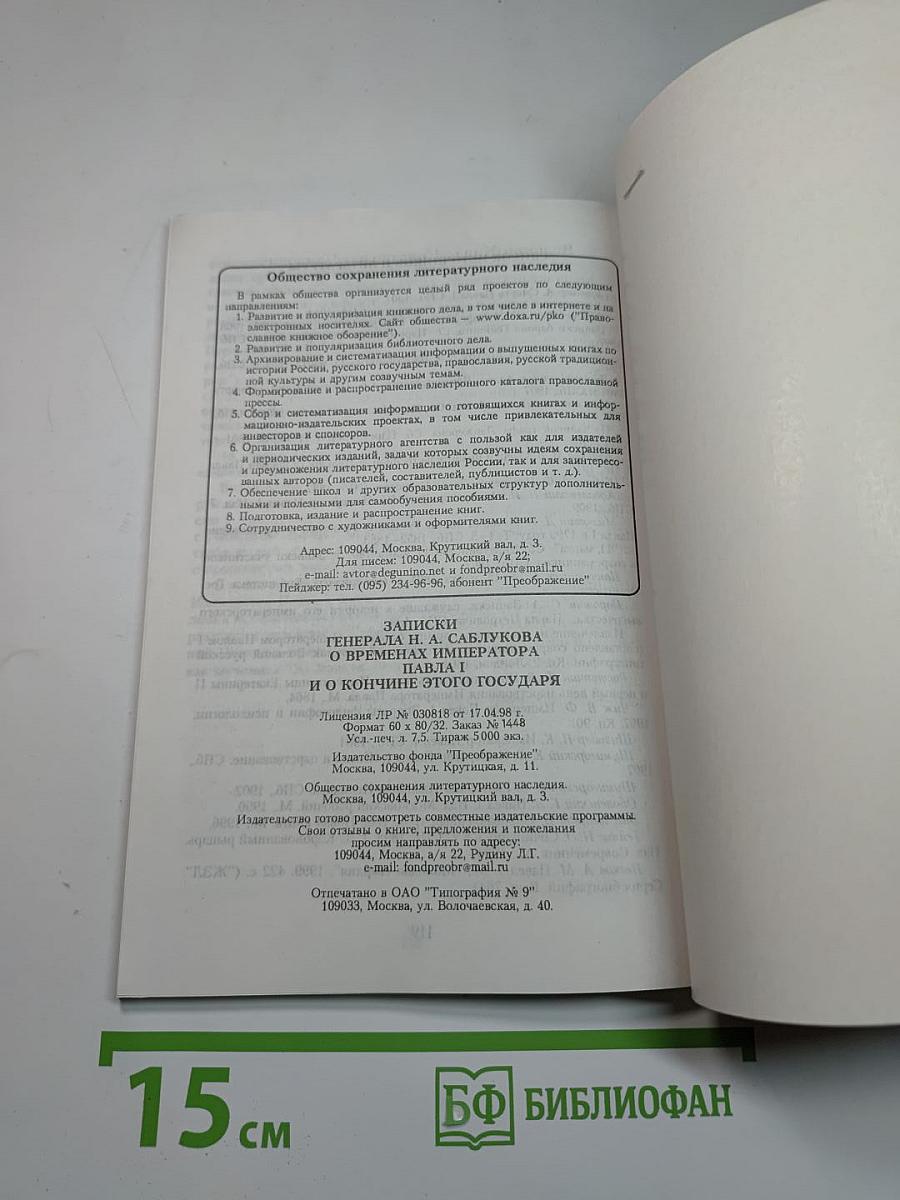 Общество сохранения литературного наследия
В рамках общества организуется целый ряд проектов по следующим
направлениям:
1. Развитие и популяризация книжного дела, в том числе в интернете и на
электронных носителях. Сайт общества — www.doxa.ru/pko ("Право-
славное книжное обозрение").
2. Развитие и популяризация библиотечного дела.
3. Архивирование и систематизация информации о выпущенных книгах по
истории России, русского государства, православия, русской традицион-
ной культуры и другим созвучным темам.
4. Формирование и распространение электронного каталога православной
прессы.
5. Сбор и систематизация информации о готовящихся книгах и инфор-
мационно-издательских проектах, в том числе привлекательных для
инвесторов и спонсоров.
6. Организация литературного агентства с пользой как для издателей
и периодических изданий, задачи которых созвучны идеям сохранения
и преумножения литературного наследия России, так и для заинтересо-
ванных авторов (писателей, составителей, публицистов и т. д.).
7. Обеспечение школ и других образовательных структур дополнитель-
ными и полезными для самообучения пособиями.
8. Подготовка, издание и распространение книг.
9. Сотрудничество с художниками и оформителями книг.
Адрес: 109044, Москва, Крутицкий вал, д. 3.
Для писем: 109044, Москва, а/я 22;
e-mail: avtor@degunino.net и fondpreobr@mail.ru
Пейджер: тел. (095) 234-96-96, абонент "Преображение"
ЗАПИСКИ
ГЕНЕРАЛА Н. А. САБЛУКОВА
О ВРЕМЕНАХ ИМПЕРАТОРА
ПАВЛА I
И О КОНЧИНЕ ЭТОГО ГОСУДАРЯ
Лицензия ЛР № 030818 от 17.04.98 г.
Формат 60 х 80/32. Заказ № 1448
Усл.-печ. л. 7,5. Тираж 5 000 экз.
Издательство фонда "Преображение"
Москва, 109044, ул. Крутицкая, д. 11.
Общество сохранения литературного наследия.
Москва, 109044, ул. Крутицкий вал, д. 3.
Издательство готово рассмотреть совместные издательские программы.
Свои отзывы о книге, предложения и пожелания
просим направлять по адресу:
109044, Москва, а/я 22, Рудину Л.Г.
e-mail: fondpreobr@mail.ru
Отпечатано в ОАО "Типография № 9"
109033, Москва, ул. Волочаевская, д. 40.
15 см
БФ БИБЛИОФАН